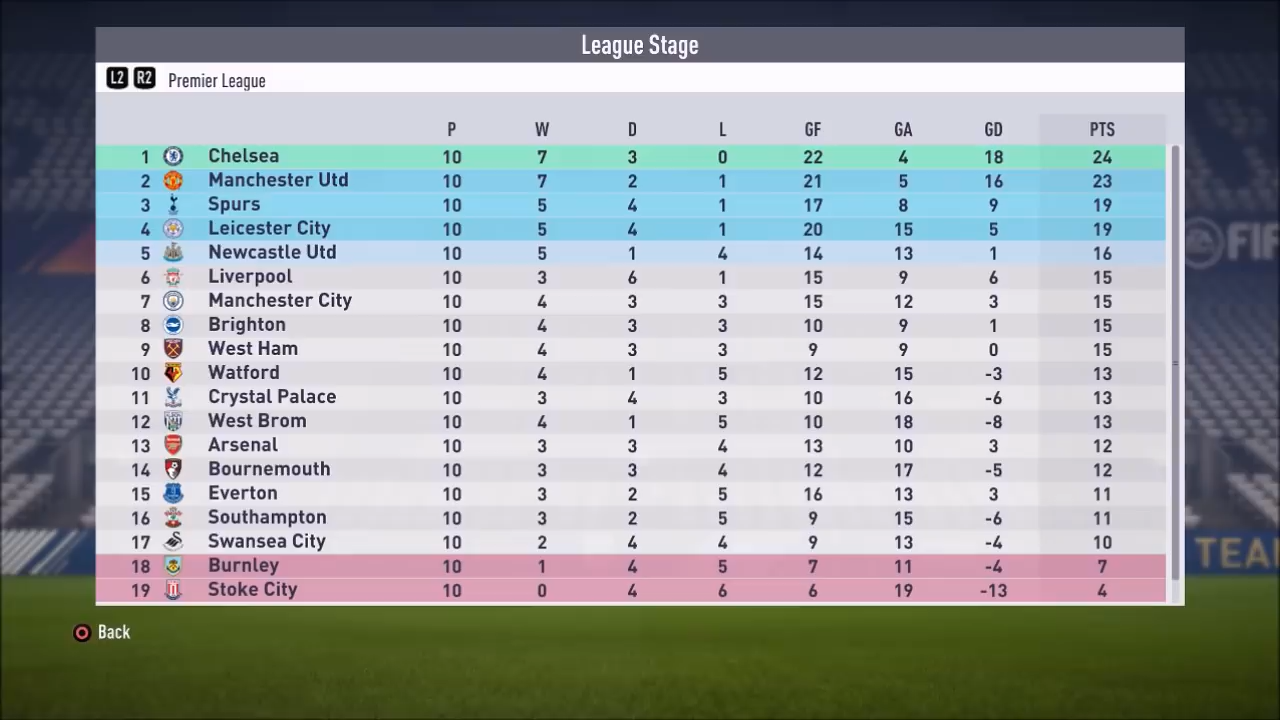 League Stage
L2 R2 Premier League
P W D L GF GA GD PTS
1 Chelsea 10 7 3 0 22 4 18 24
2 Manchester Utd 10 7 2 1 21 5 16 23
3 Spurs 10 5 4 1 17 8 9 19
4 Leicester City 10 5 4 1 20 15 5 19
5 Newcastle Utd 10 5 1 4 14 13 1 16
6 Liverpool 10 3 6 1 15 9 6 15
7 Manchester City 10 4 3 3 15 12 3 15
8 Brighton 10 4 3 3 10 9 1 15
9 West Ham 10 4 3 3 9 9 0 15
10 Watford 10 4 1 5 12 15 -3 13
11 Crystal Palace 10 3 4 3 10 16 -6 13
12 West Brom 10 4 1 5 10 18 -8 13
13 Arsenal 10 3 3 4 13 10 3 12
14 Bournemouth 10 3 3 4 12 17 -5 12
15 Everton 10 3 2 5 16 13 3 11
16 Southampton 10 3 2 5 9 15 -6 11
17 Swansea City 10 2 4 4 9 13 -4 10
18 Burnley 10 1 4 5 7 11 -4 7
19 Stoke City 10 0 4 6 6 19 -13 4
Back
FIF
TEA